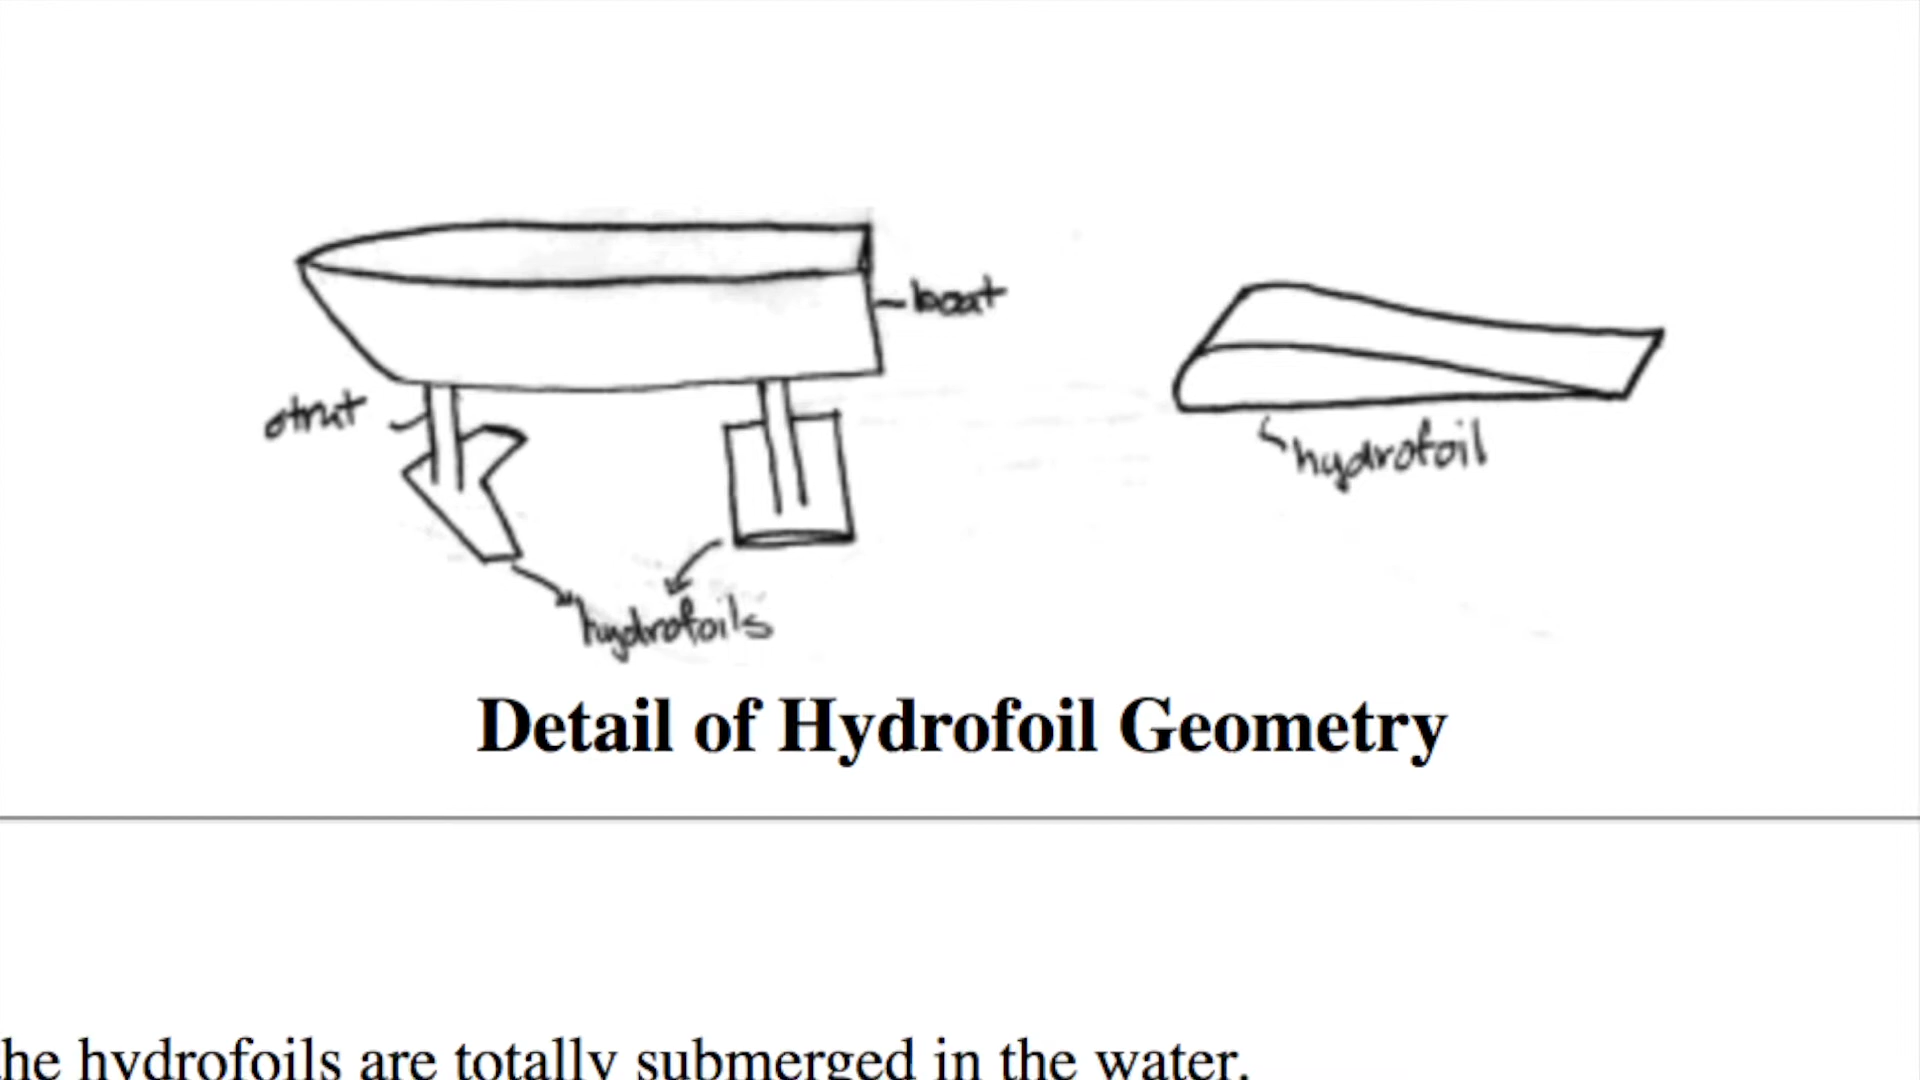 boat
strut
hydrofoil
hydrofoils
Detail of Hydrofoil Geometry
he hydrofoils are totally submerged in the water.